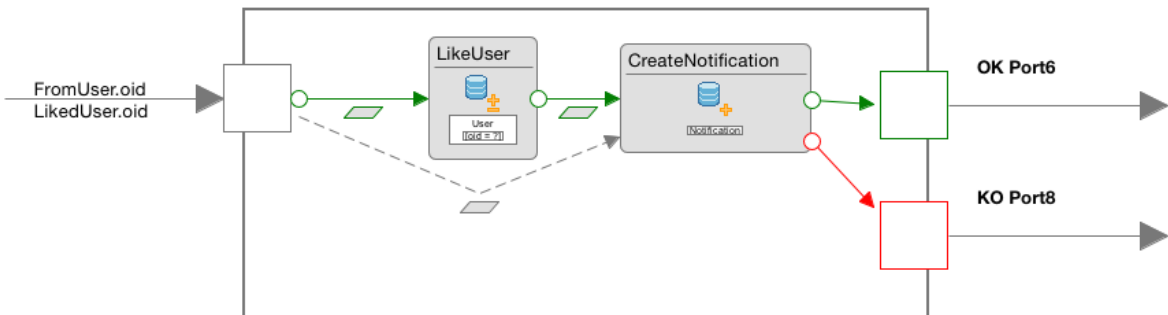 FromUser.oid
LikedUser.oid
LikeUser
User
[oid = ?]
CreateNotification
[Notification]
OK Port6
KO Port8